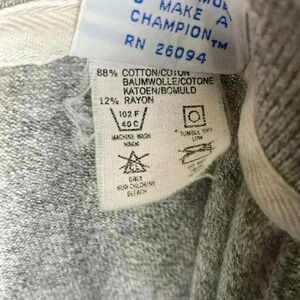 MAKE A
CHAMPION™
RN 26094
88% COTTON/COTON
BAUMWOLLE/COTONE
KATOEN/BOMULD
12% RAYON
102 F
40 C
MACHINE WASH
WARM
TUMBLE DRY
LOW
ONLY
NON-CHLORINE
BLEACH